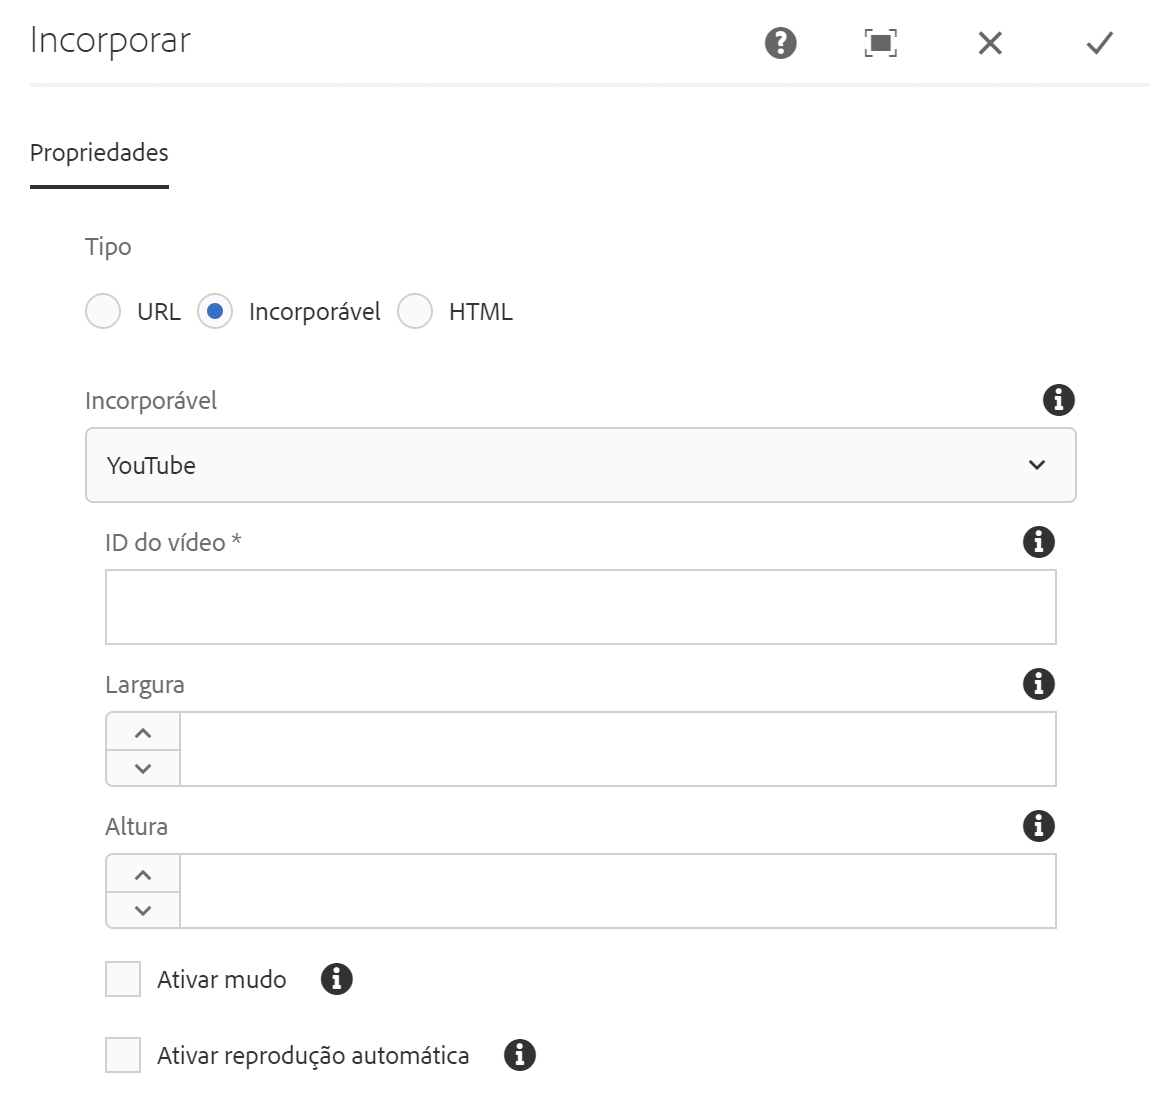 Incorporar
Propriedades
Tipo
URL Incorporável HTML
Incorporável
YouTube
ID do vídeo *
Largura
Altura
Ativar mudo
Ativar reprodução automática